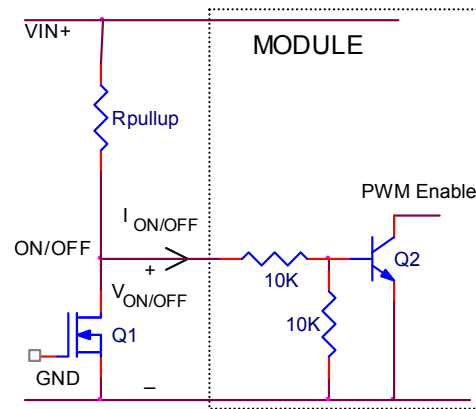 VIN+
MODULE
Rpullup
PWM Enable
I ON/OFF
ON/OFF
+
Q2
10K
V ON/OFF
10K
Q1
GND
–